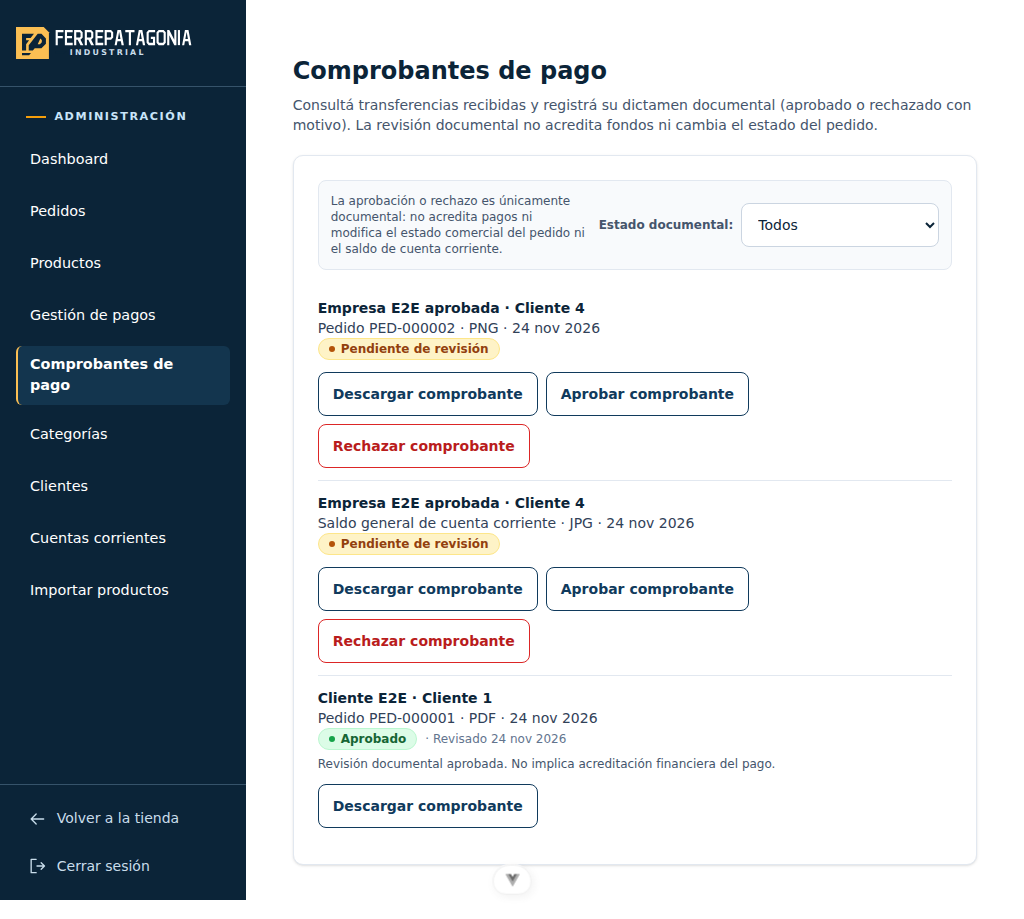 FERREPATAGONIA
INDUSTRIAL
ADMINISTRACIÓN
Dashboard
Pedidos
Productos
Gestión de pagos
Comprobantes de
pago
Categorías
Clientes
Cuentas corrientes
Importar productos
Volver a la tienda
Cerrar sesión
Comprobantes de pago
Consultá transferencias recibidas y registrá su dictamen documental (aprobado o rechazado con
motivo). La revisión documental no acredita fondos ni cambia el estado del pedido.
La aprobación o rechazo es únicamente
documental: no acredita pagos ni
modifica el estado comercial del pedido ni
el saldo de cuenta corriente.
Estado documental:
Todos
Empresa E2E aprobada · Cliente 4
Pedido PED-000002 · PNG · 24 nov 2026
Pendiente de revisión
Descargar comprobante
Aprobar comprobante
Rechazar comprobante
Empresa E2E aprobada · Cliente 4
Saldo general de cuenta corriente · JPG · 24 nov 2026
Pendiente de revisión
Descargar comprobante
Aprobar comprobante
Rechazar comprobante
Cliente E2E · Cliente 1
Pedido PED-000001 · PDF · 24 nov 2026
Aprobado · Revisado 24 nov 2026
Revisión documental aprobada. No implica acreditación financiera del pago.
Descargar comprobante